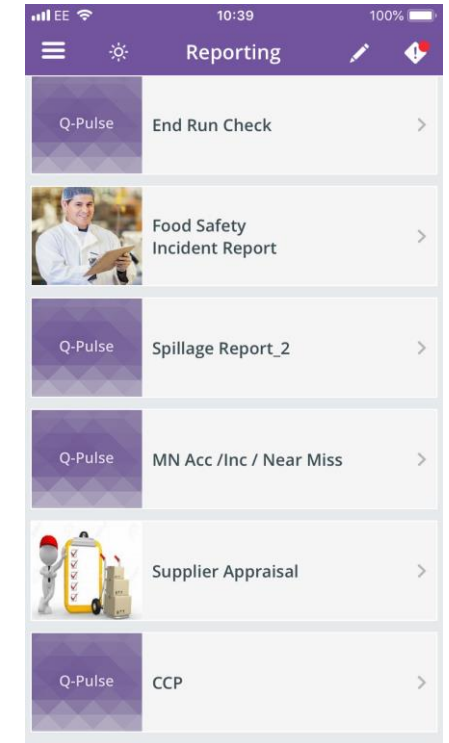 EE 10:39 100%
Reporting
Q-Pulse End Run Check
Food Safety
Incident Report
Q-Pulse Spillage Report_2
Q-Pulse MN Acc /Inc / Near Miss
Supplier Appraisal
Q-Pulse CCP